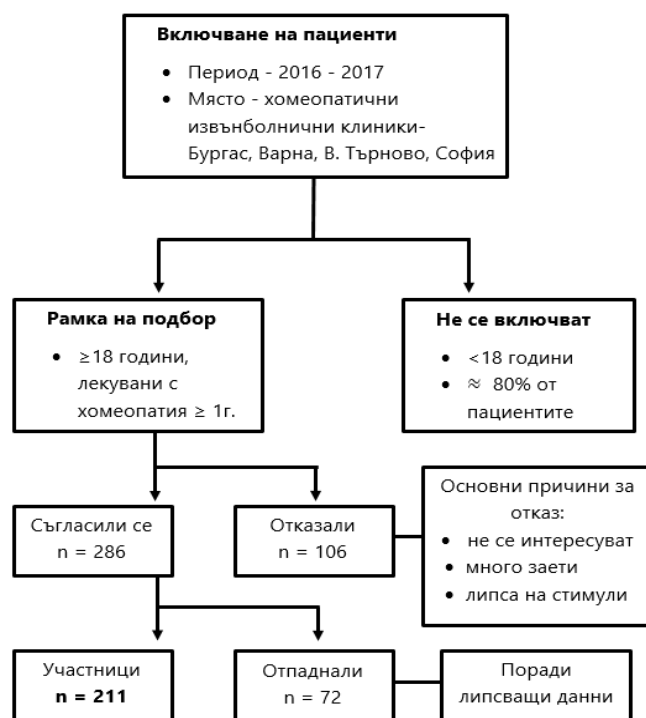 Включване на пациенти
• Период - 2016 - 2017
• Място - хомеопатични
извънболнични клиники-
Бургас, Варна, В. Търново, София
Рамка на подбор
• ≥18 години,
лекувани с
хомеопатия ≥ 1г.
Не се включват
• <18 години
• ≈ 80% от
пациентите
Съгласили се
n = 286
Отказали
n = 106
Основни причини за
отказ:
• не се интересуват
• много заети
• липса на стимули
Участници
n = 211
Отпаднали
n = 72
Поради
липсващи данни